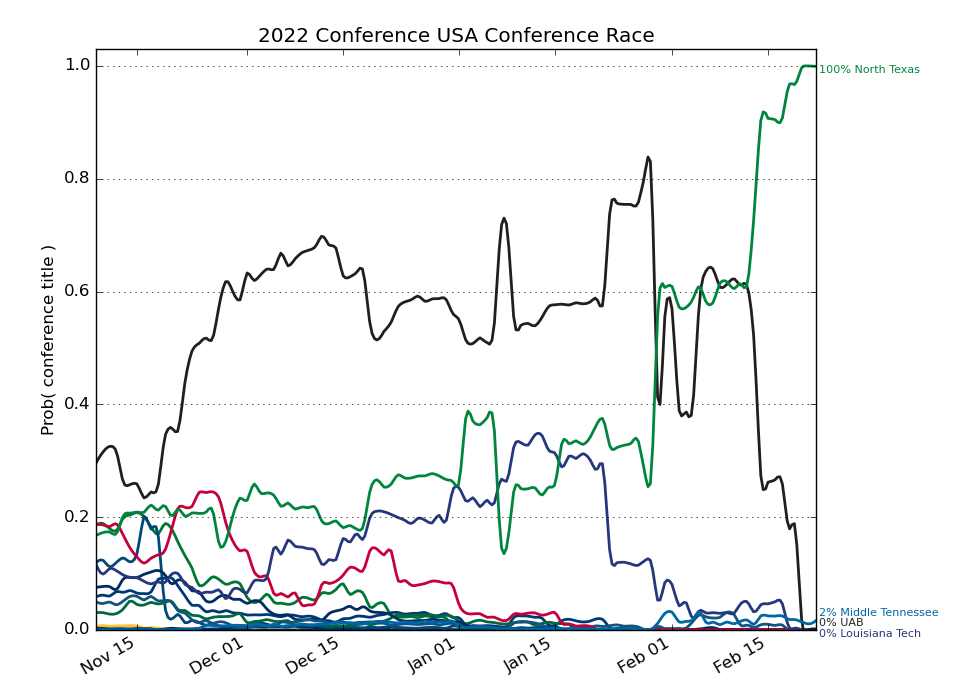 2022 Conference USA Conference Race
Prob( conference title )
1.0
0.8
0.6
0.4
0.2
0.0
100% North Texas
2% Middle Tennessee
0% UAB
0% Louisiana Tech
Nov 15
Dec 01
Dec 15
Jan 01
Jan 15
Feb 01
Feb 15